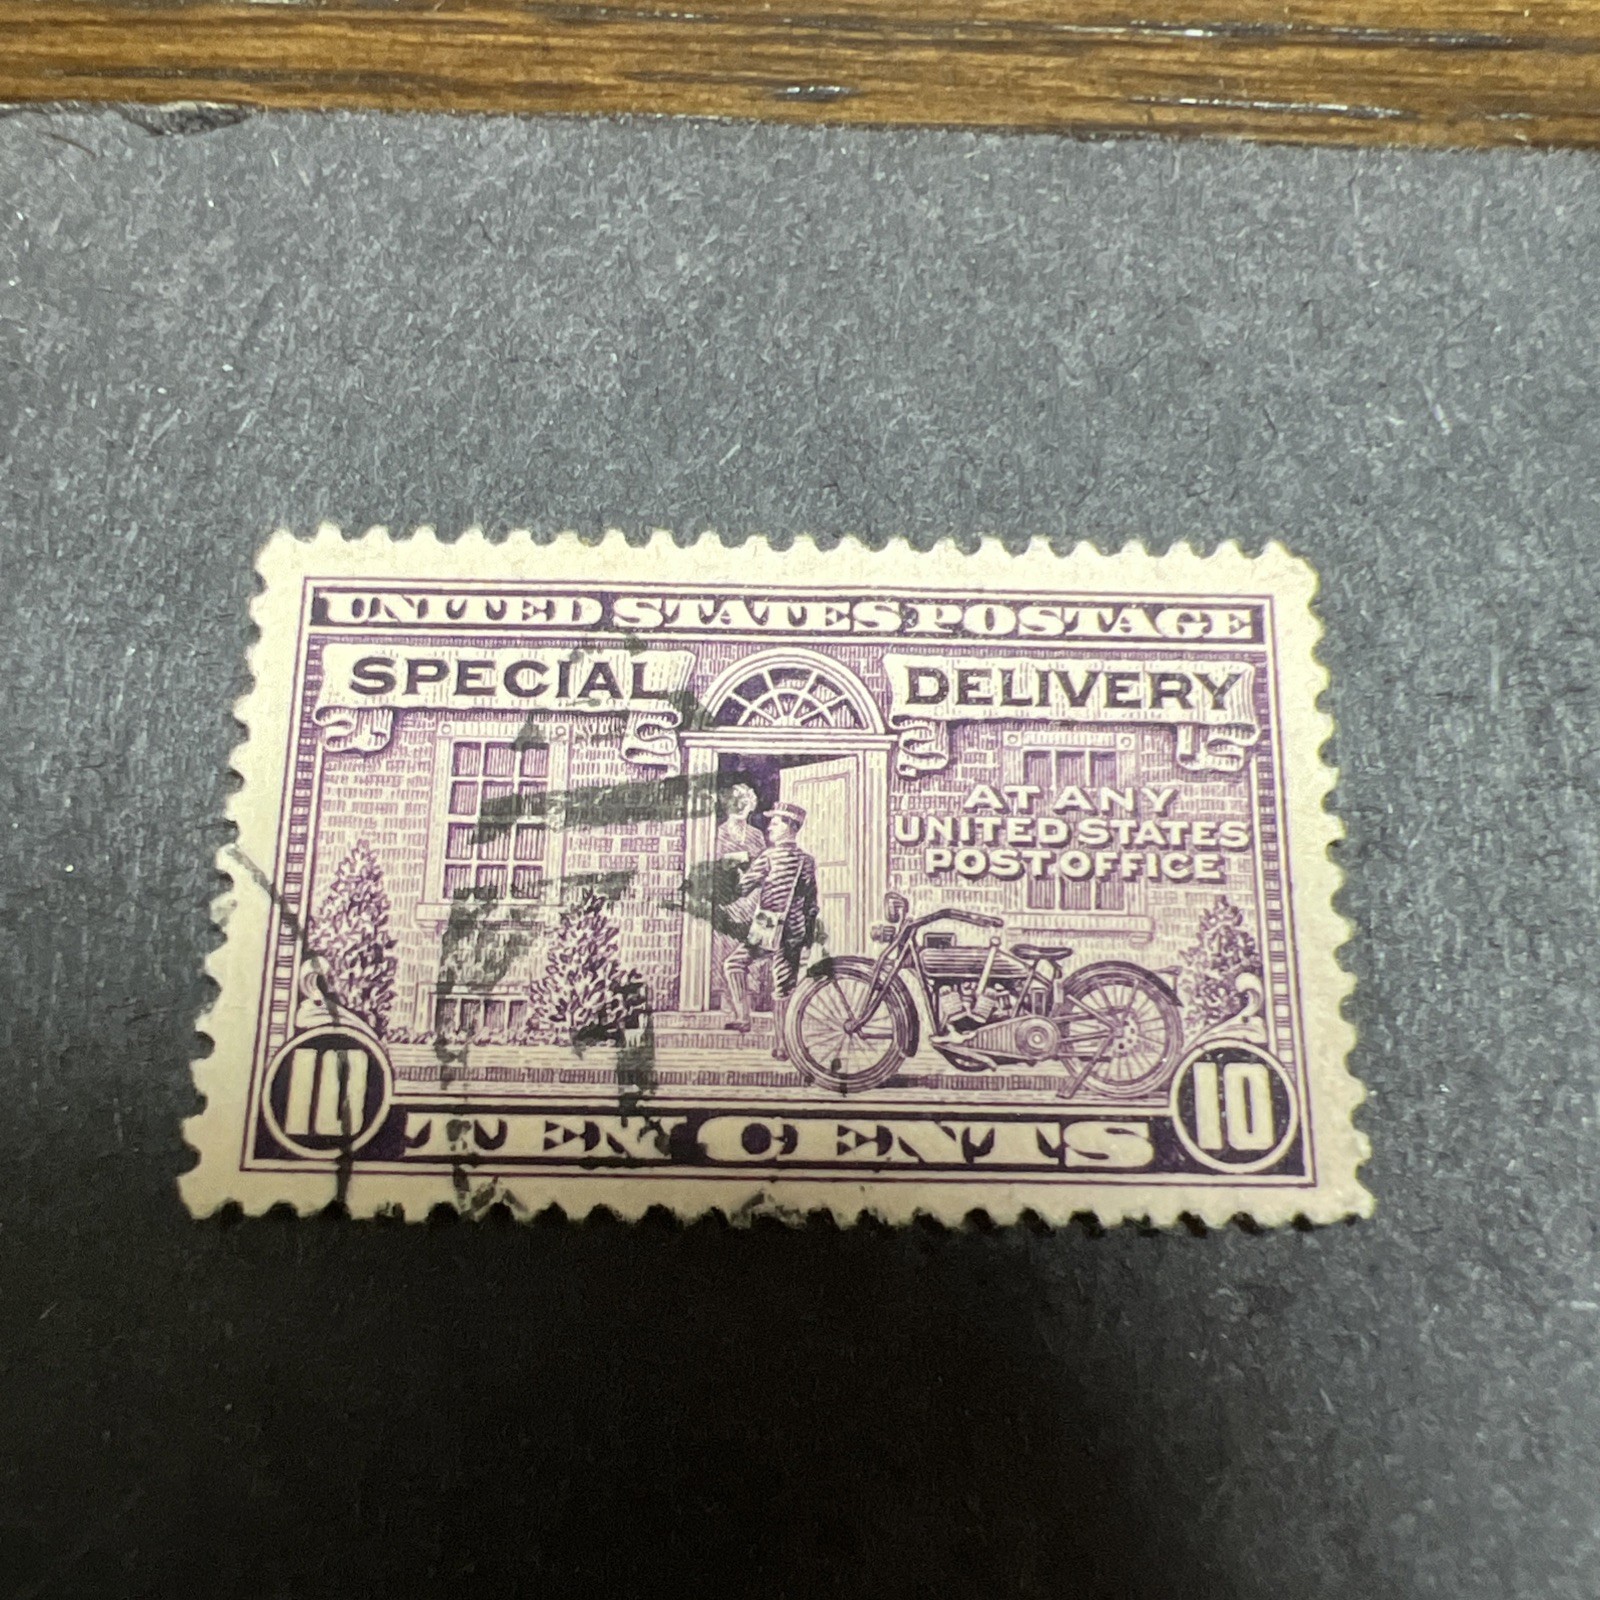 UNITED STATES POSTAGE
SPECIAL DELIVERY
AT ANY
UNITED STATES
POST OFFICE
10 TEN CENTS 10